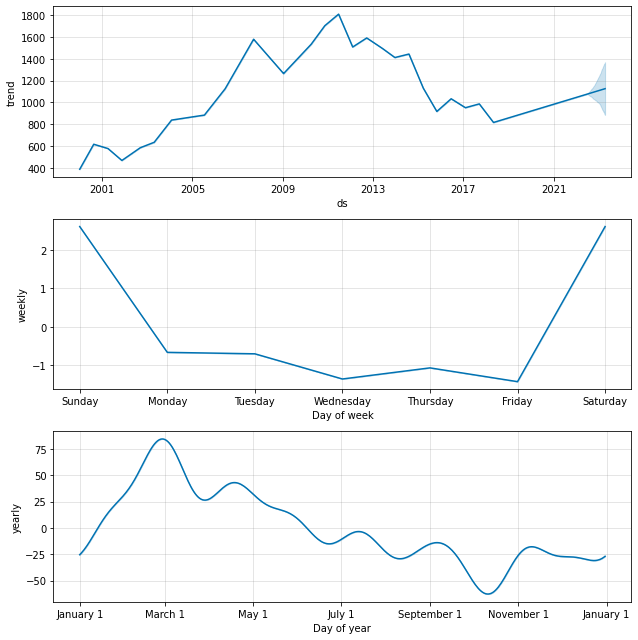 1800
1600
1400
1200
1000
800
600
400
trend
2001 2005 2009 2013 2017 2021
ds
2
1
0
−1
weekly
Sunday Monday Tuesday Wednesday Thursday Friday Saturday
Day of week
75
50
25
0
−25
−50
yearly
January 1 March 1 May 1 July 1 September 1 November 1 January 1
Day of year